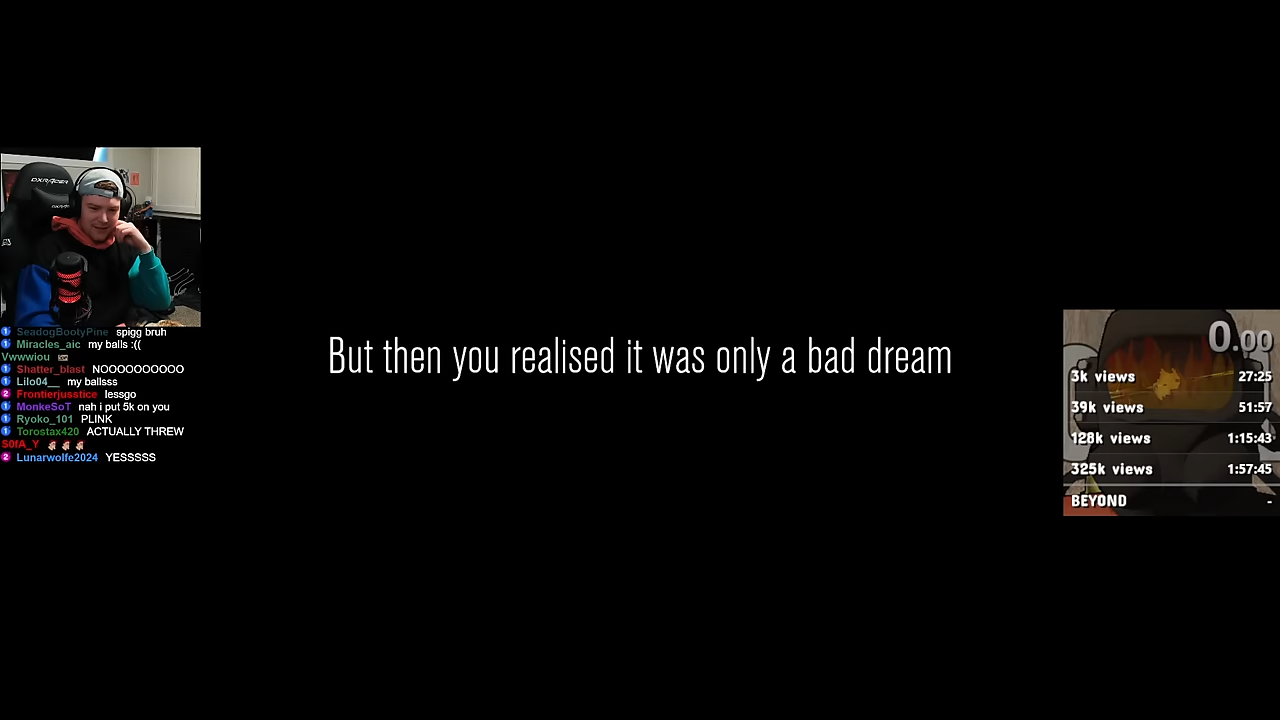 DXRACER
SeadogBootyPine spigg bruh
Miracles_aic my balls :((
Vwwwiou
Shatter_blast NOOOOOOOOOO
Lilo04__ my ballsss
Frontierjusstice lessgo
MonkeSoT nah i put 5k on you
Ryoko_101 PLINK
Torostax420 ACTUALLY THREW
S0fA_Y
Lunarwolfe2024 YESSSSS
But then you realised it was only a bad dream
0.00
3k views 27:25
39k views 51:57
128k views 1:15:43
325k views 1:57:45
BEYOND -